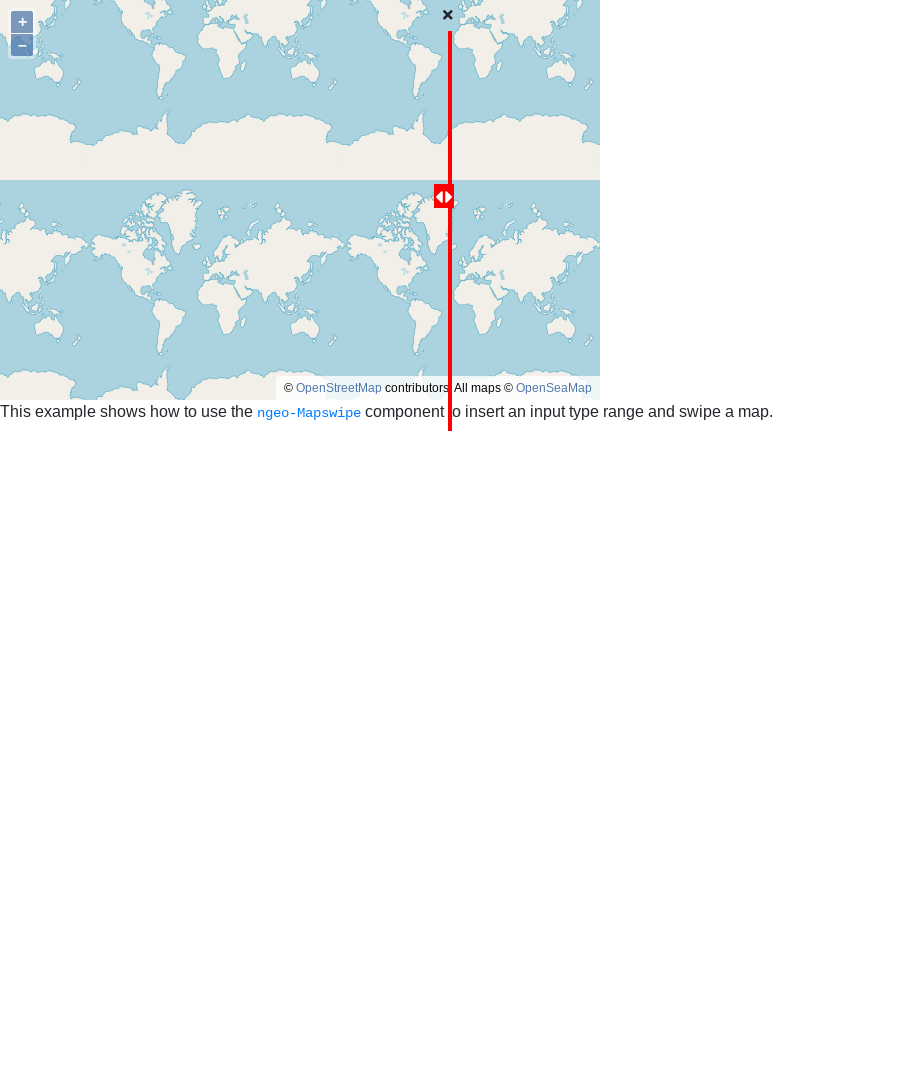 +
−
© OpenStreetMap contributors. All maps © OpenSeaMap
This example shows how to use the ngeo-Mapswipe component to insert an input type range and swipe a map.